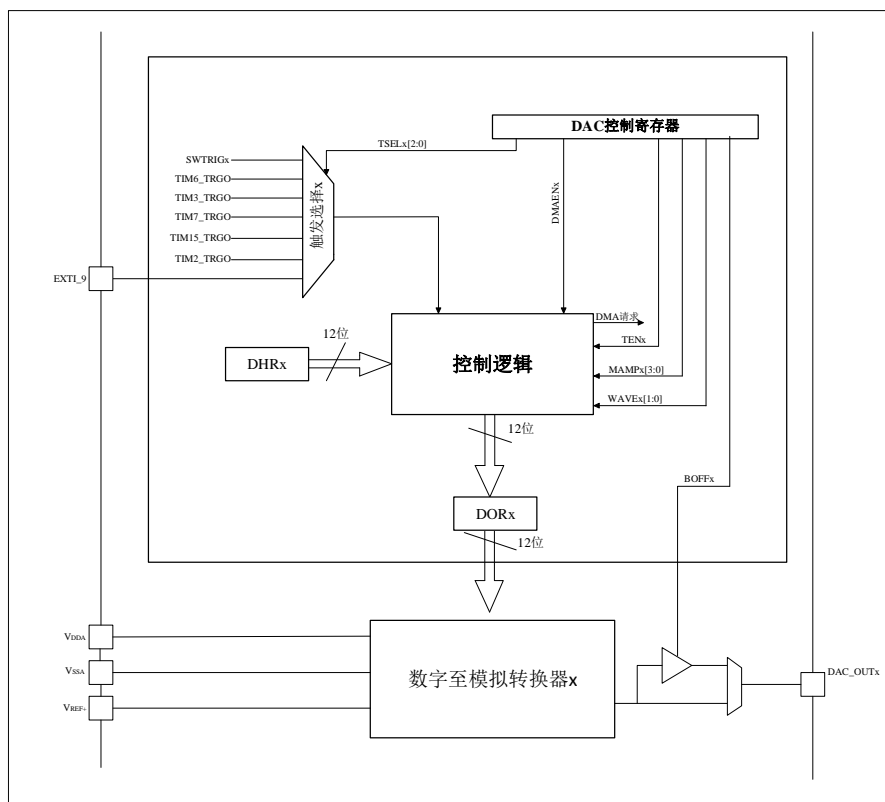 DAC控制寄存器
TSELx[2:0]
SWTRIGx
TIM6_TRGO
TIM3_TRGO
TIM7_TRGO
TIM15_TRGO
TIM2_TRGO
EXTI_9
触发选择x
DMAENx
DMA请求
TENx
MAMPx[3:0]
WAVEx[1:0]
12位
DHRx
控制逻辑
12位
BOFFx
DORx
12位
VDDA
VSSA
VREF+
数字至模拟转换器x
DAC_OUTx